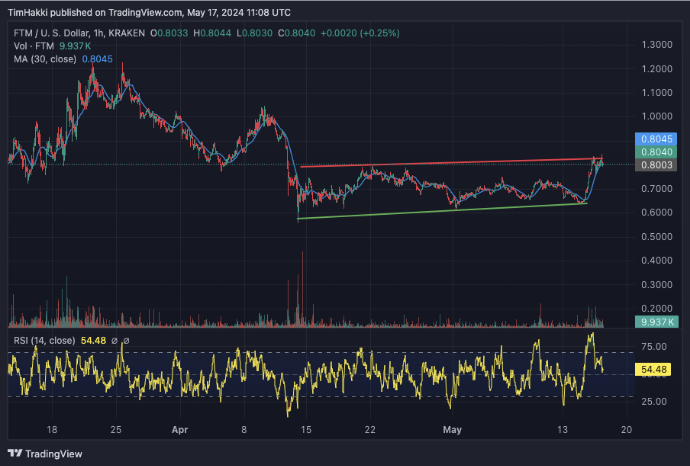 TimHakki published on TradingView.com, May 17, 2024 11:08 UTC
FTM / U. S. Dollar, 1h, KRAKEN O0.8033 H0.8044 L0.8030 C0.8040 +0.0020 (+0.25%)
Vol · FTM 9.937K
MA (30, close) 0.8045
1.3000
1.2000
1.1000
1.0000
0.8045
0.8040
0.8003
0.7000
0.6000
0.5000
0.4000
0.3000
0.2000
9.937K
RSI (14, close) 54.48 ∅ ∅
75.00
54.48
25.00
18 25 Apr 8 15 22 May 13 20
TradingView